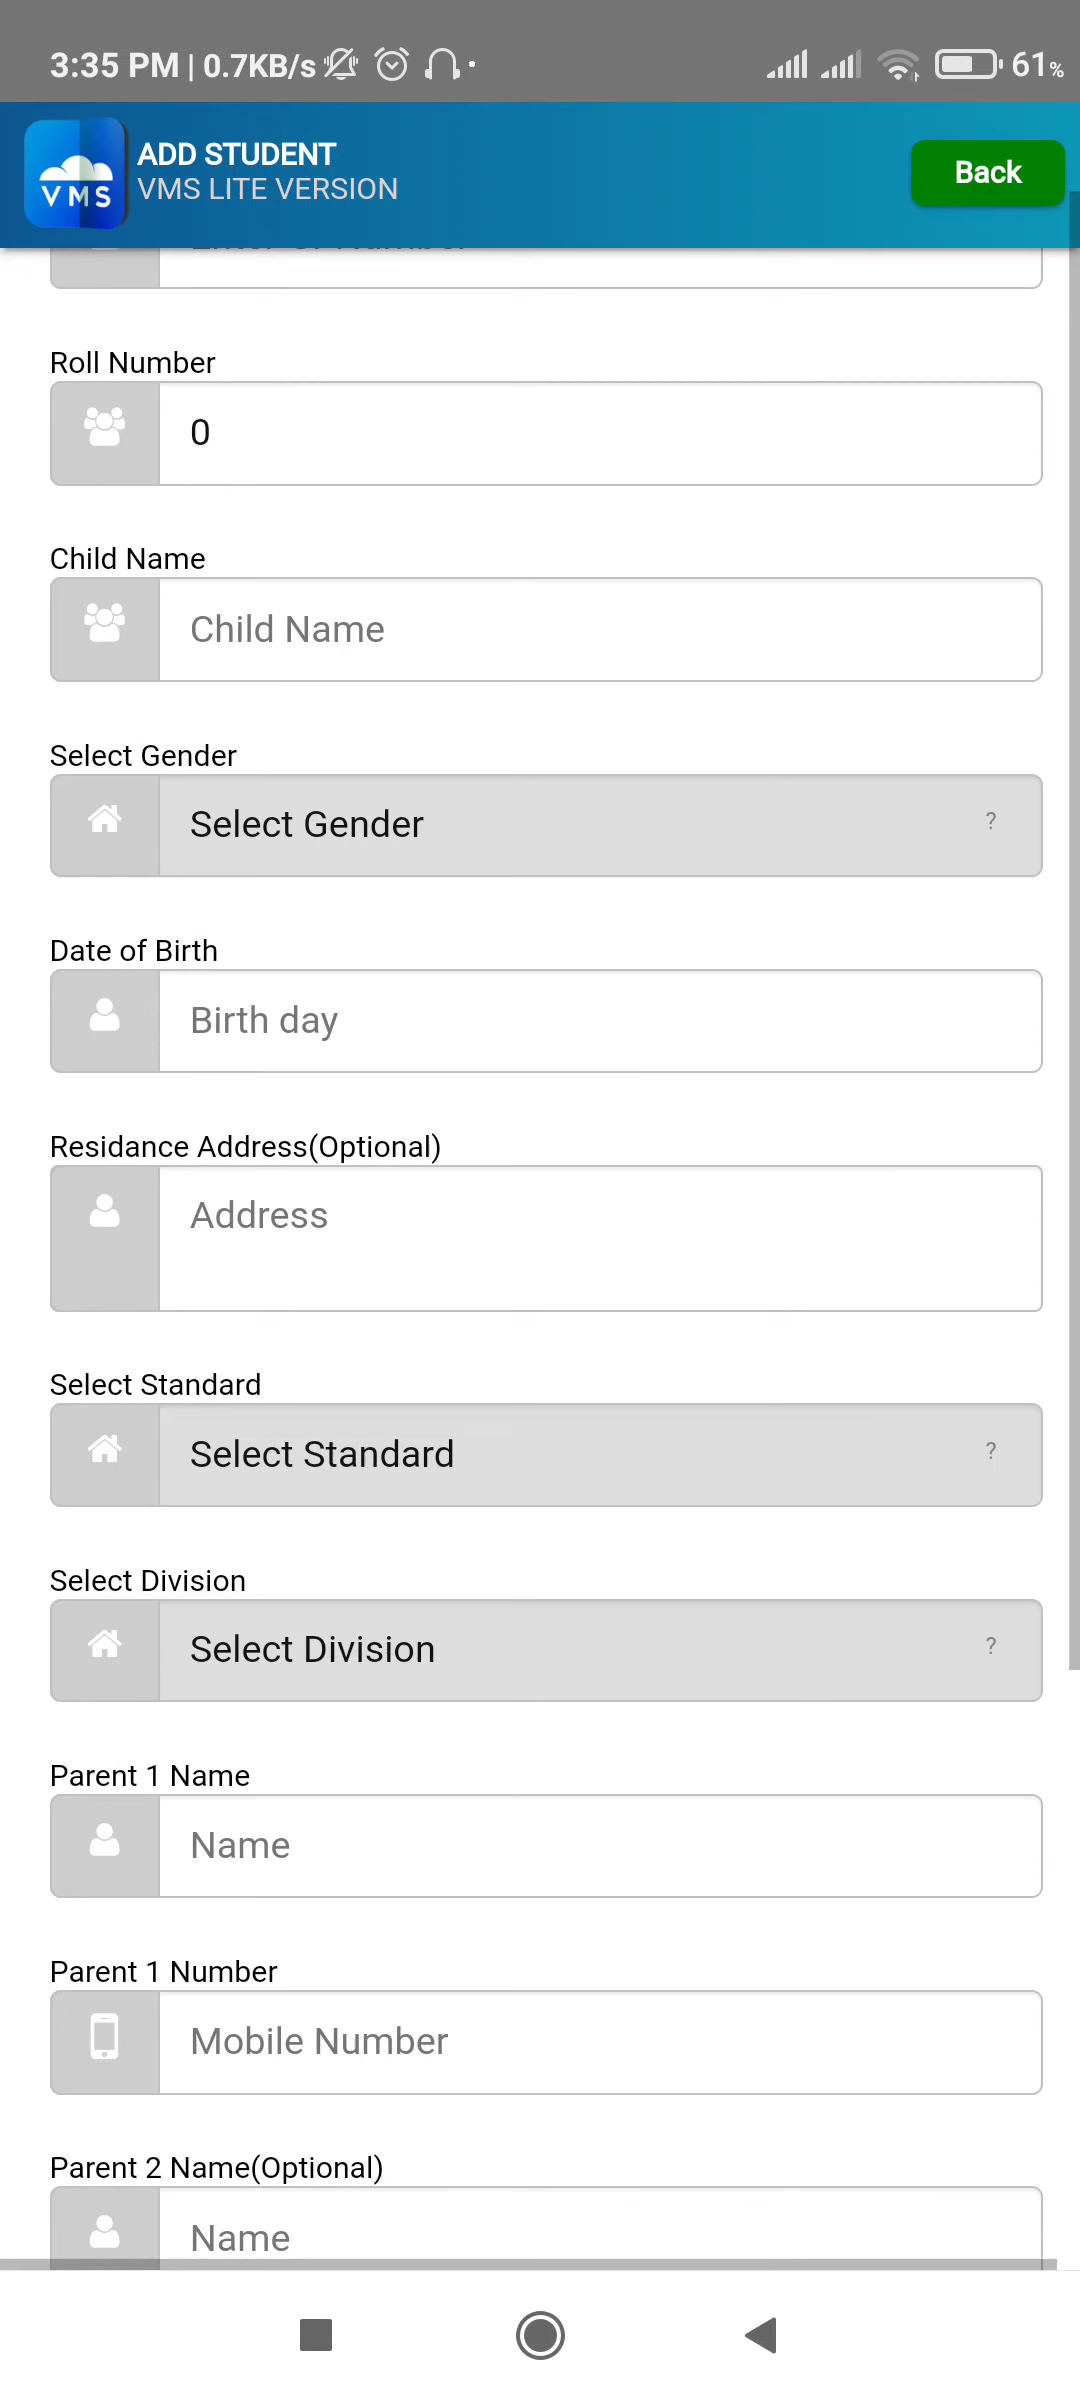 3:35 PM | 0.7KB/s
61%
VMS
ADD STUDENT
VMS LITE VERSION
Back
Roll Number
0
Child Name
Child Name
Select Gender
Select Gender ?
Date of Birth
Birth day
Residance Address(Optional)
Address
Select Standard
Select Standard ?
Select Division
Select Division ?
Parent 1 Name
Name
Parent 1 Number
Mobile Number
Parent 2 Name(Optional)
Name